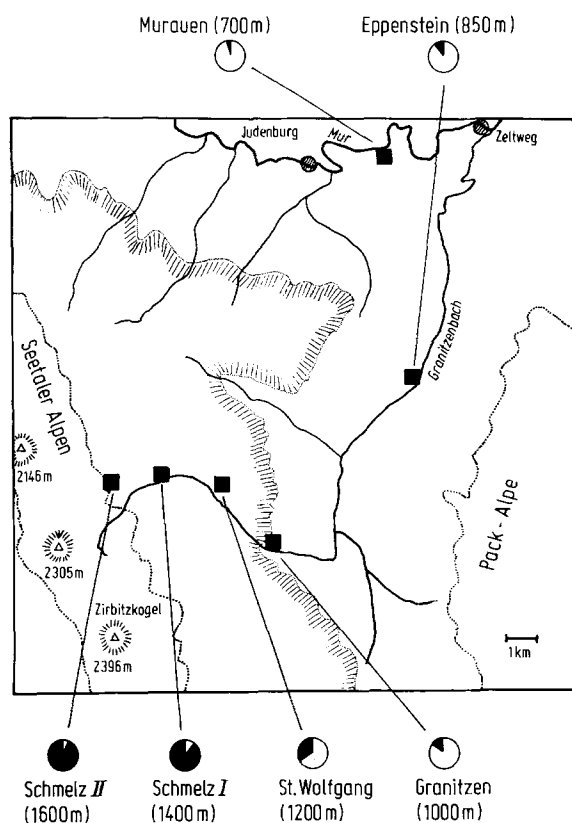 Murauen (700m)
Eppenstein (850m)
Judenburg
Mur
Zeltweg
Granitzenbach
Seetaler Alpen
2146m
2305m
Zirbitzkogel
2396m
Pack-Alpe
1km
Schmelz II
(1600m)
Schmelz I
(1400m)
St. Wolfgang
(1200m)
Granitzen
(1000m)